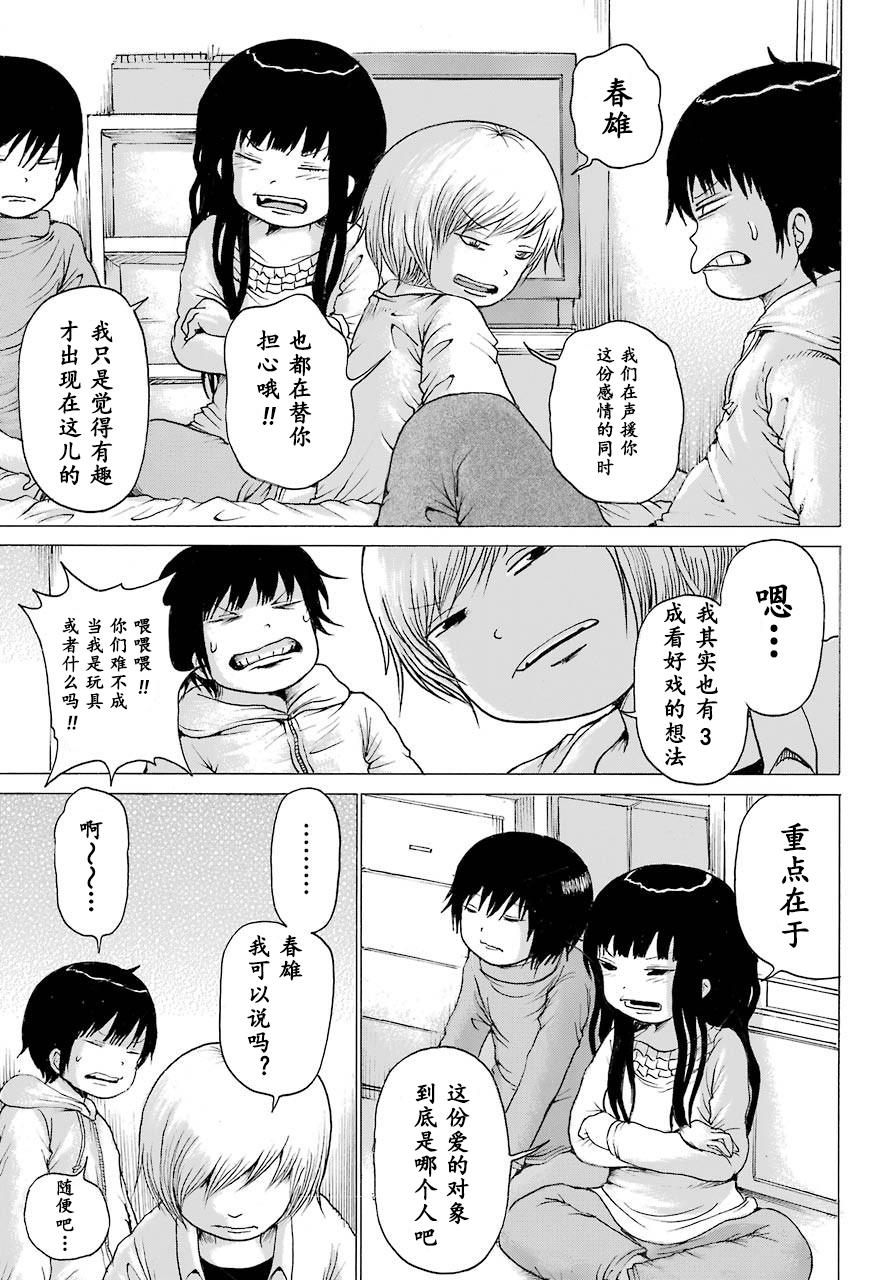 春雄
我们在声援你
这份感情的同时
也都在替你
担心哦!!
我只是觉得有趣
才出现在这儿的
嗯…
我其实也有3
成看好戏的想法
喂喂喂!!
你们难不成
当我是玩具
或者什么吗!!
重点在于
这份爱的对象
到底是哪个人吧
………
春雄
我可以说吗?
啊~~…
随便吧…